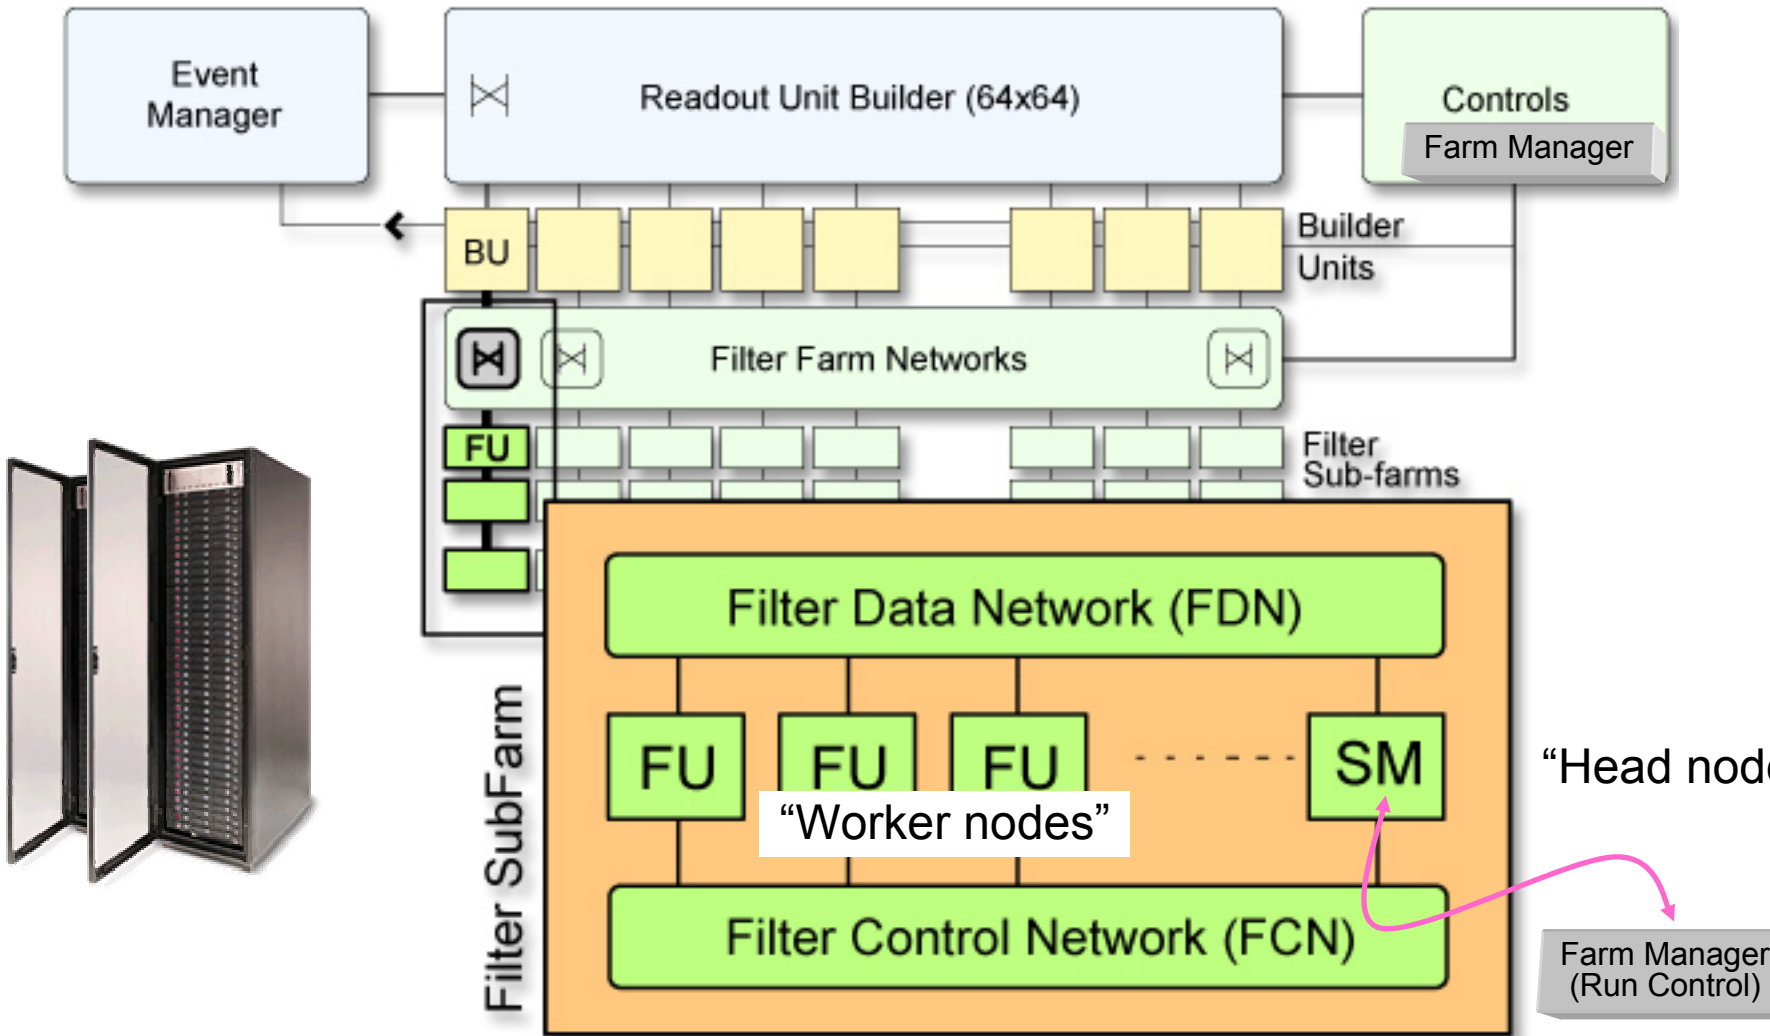 Event
Manager
Readout Unit Builder (64x64)
Controls
Farm Manager
BU
Builder
Units
Filter Farm Networks
FU
Filter
Sub-farms
Filter Data Network (FDN)
Filter SubFarm
FU
FU
FU
SM
“Head
“Worker nodes”
Filter Control Network (FCN)
Farm Manager
(Run Control)